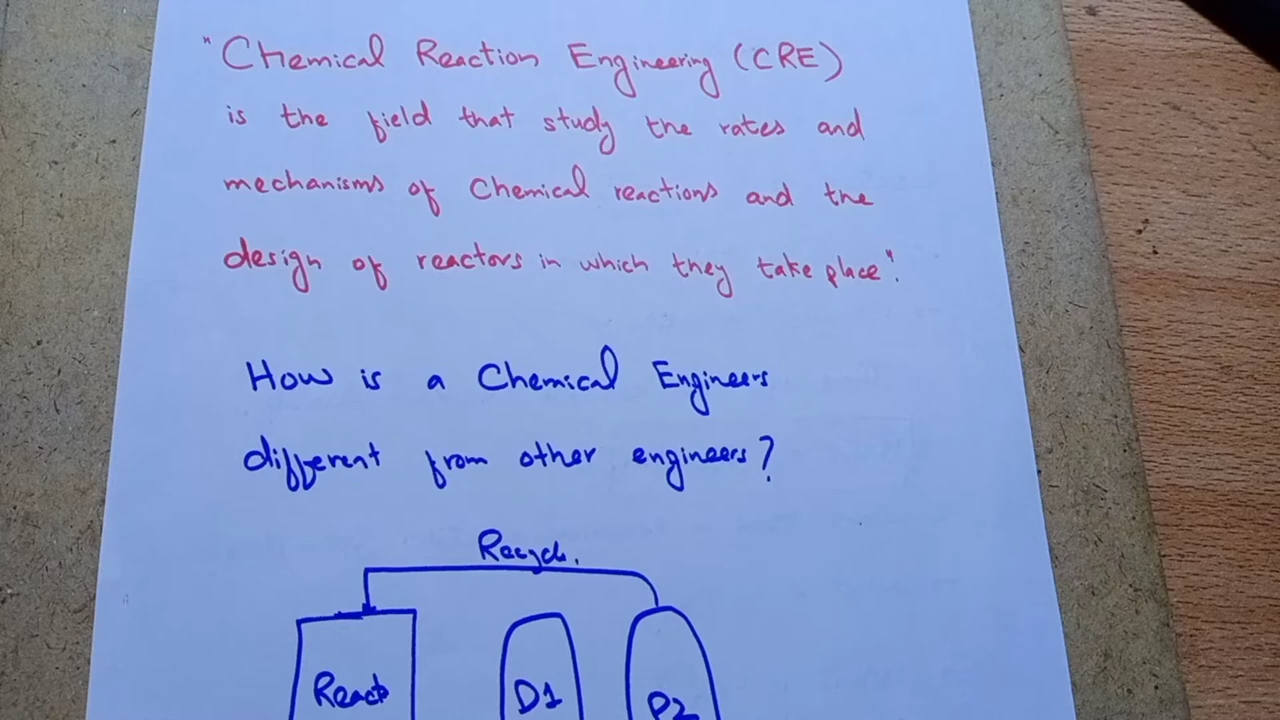 "Chemical Reaction Engineering (CRE)
is the field that study the rates and
mechanisms of Chemical reactions and the
design of reactors in which they take place".
How is a Chemical Engineers
different from other engineers?
Recycle.
React
D1
D2